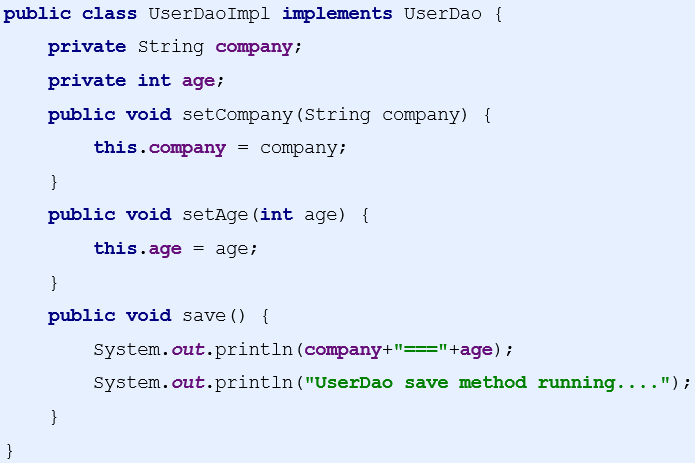 public class UserDaoImpl implements UserDao {
    private String company;
    private int age;
    public void setCompany(String company) {
        this.company = company;
    }
    public void setAge(int age) {
        this.age = age;
    }
    public void save() {
        System.out.println(company+"==="+age);
        System.out.println("UserDao save method running....");
    }
}